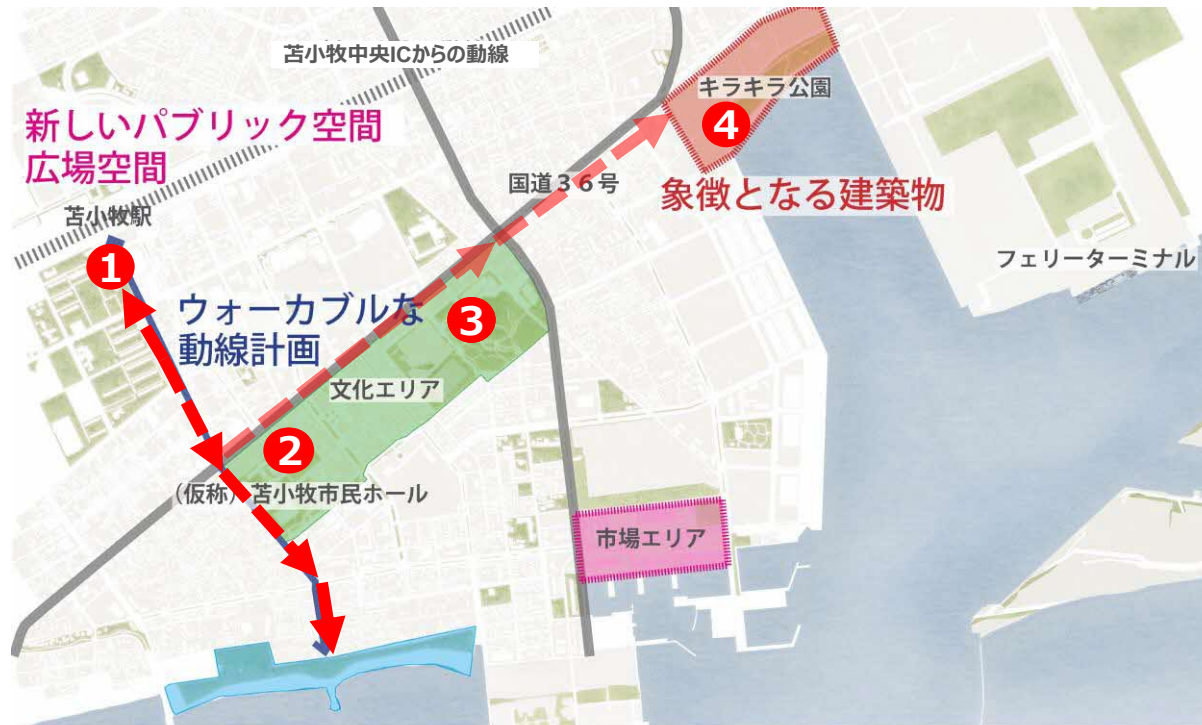 苫小牧中央ICからの動線
キラキラ公園
4
新しいパブリック空間
広場空間
国道３６号
象徴となる建築物
苫小牧駅
1
フェリーターミナル
ウォーカブルな
動線計画
3
文化エリア
2
（仮称）苫小牧市民ホール
市場エリア